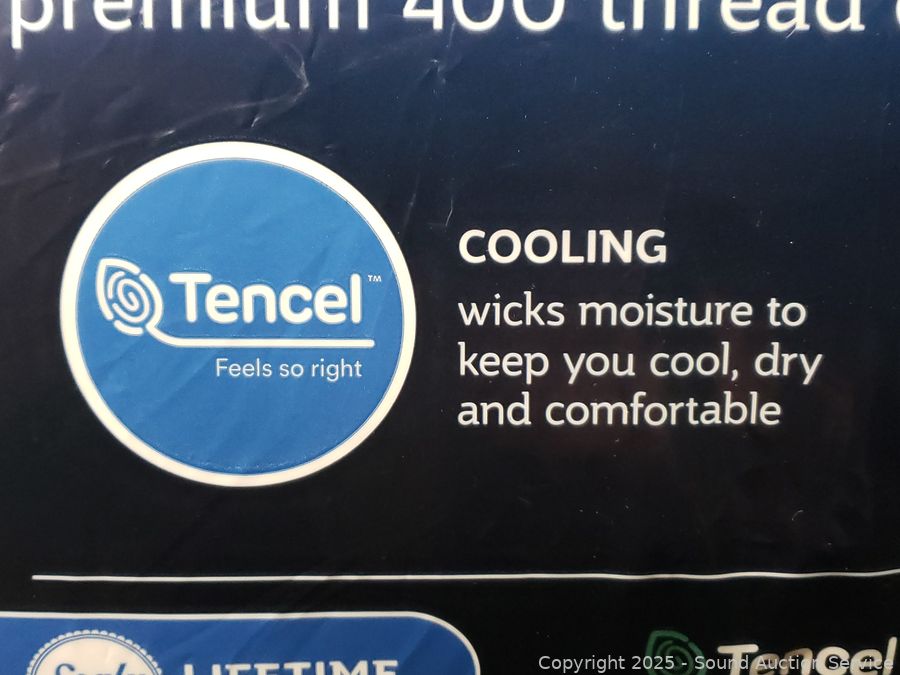 premium 400 thread
Tencel™
Feels so right
COOLING
wicks moisture to
keep you cool, dry
and comfortable
Sealy
LIFETIME
Tencel
Copyright 2025 - Sound Auction Service